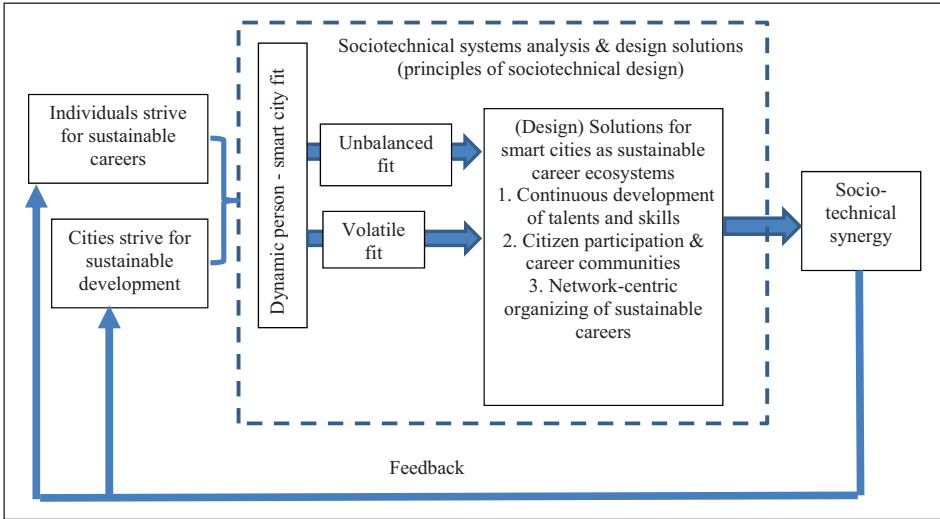 Sociotechnical systems analysis & design solutions
(principles of sociotechnical design)
Individuals strive
for sustainable
careers
Cities strive for
sustainable
development
Dynamic person - smart city fit
Unbalanced
fit
Volatile
fit
(Design) Solutions for
smart cities as sustainable
career ecosystems
1. Continuous development
of talents and skills
2. Citizen participation &
career communities
3. Network-centric
organizing of sustainable
careers
Socio-
technical
synergy
Feedback